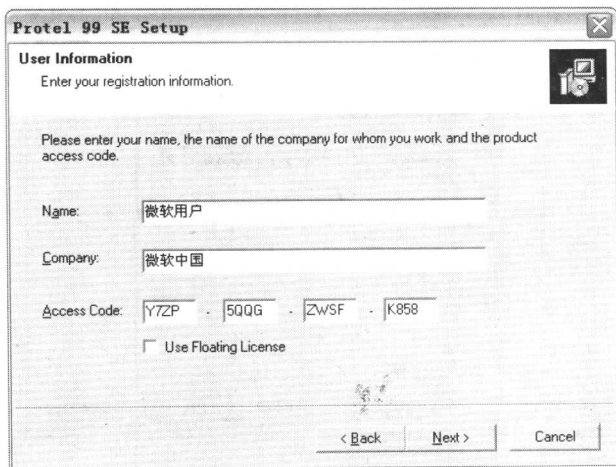 Protel 99 SE Setup
User Information
Enter your registration information.
Please enter your name, the name of the company for whom you work and the product
access code.
Name: 微软用户
Company: 微软中国
Access Code: Y7ZP - 5QQG - ZWSF - K858
Use Floating License
< Back Next > Cancel